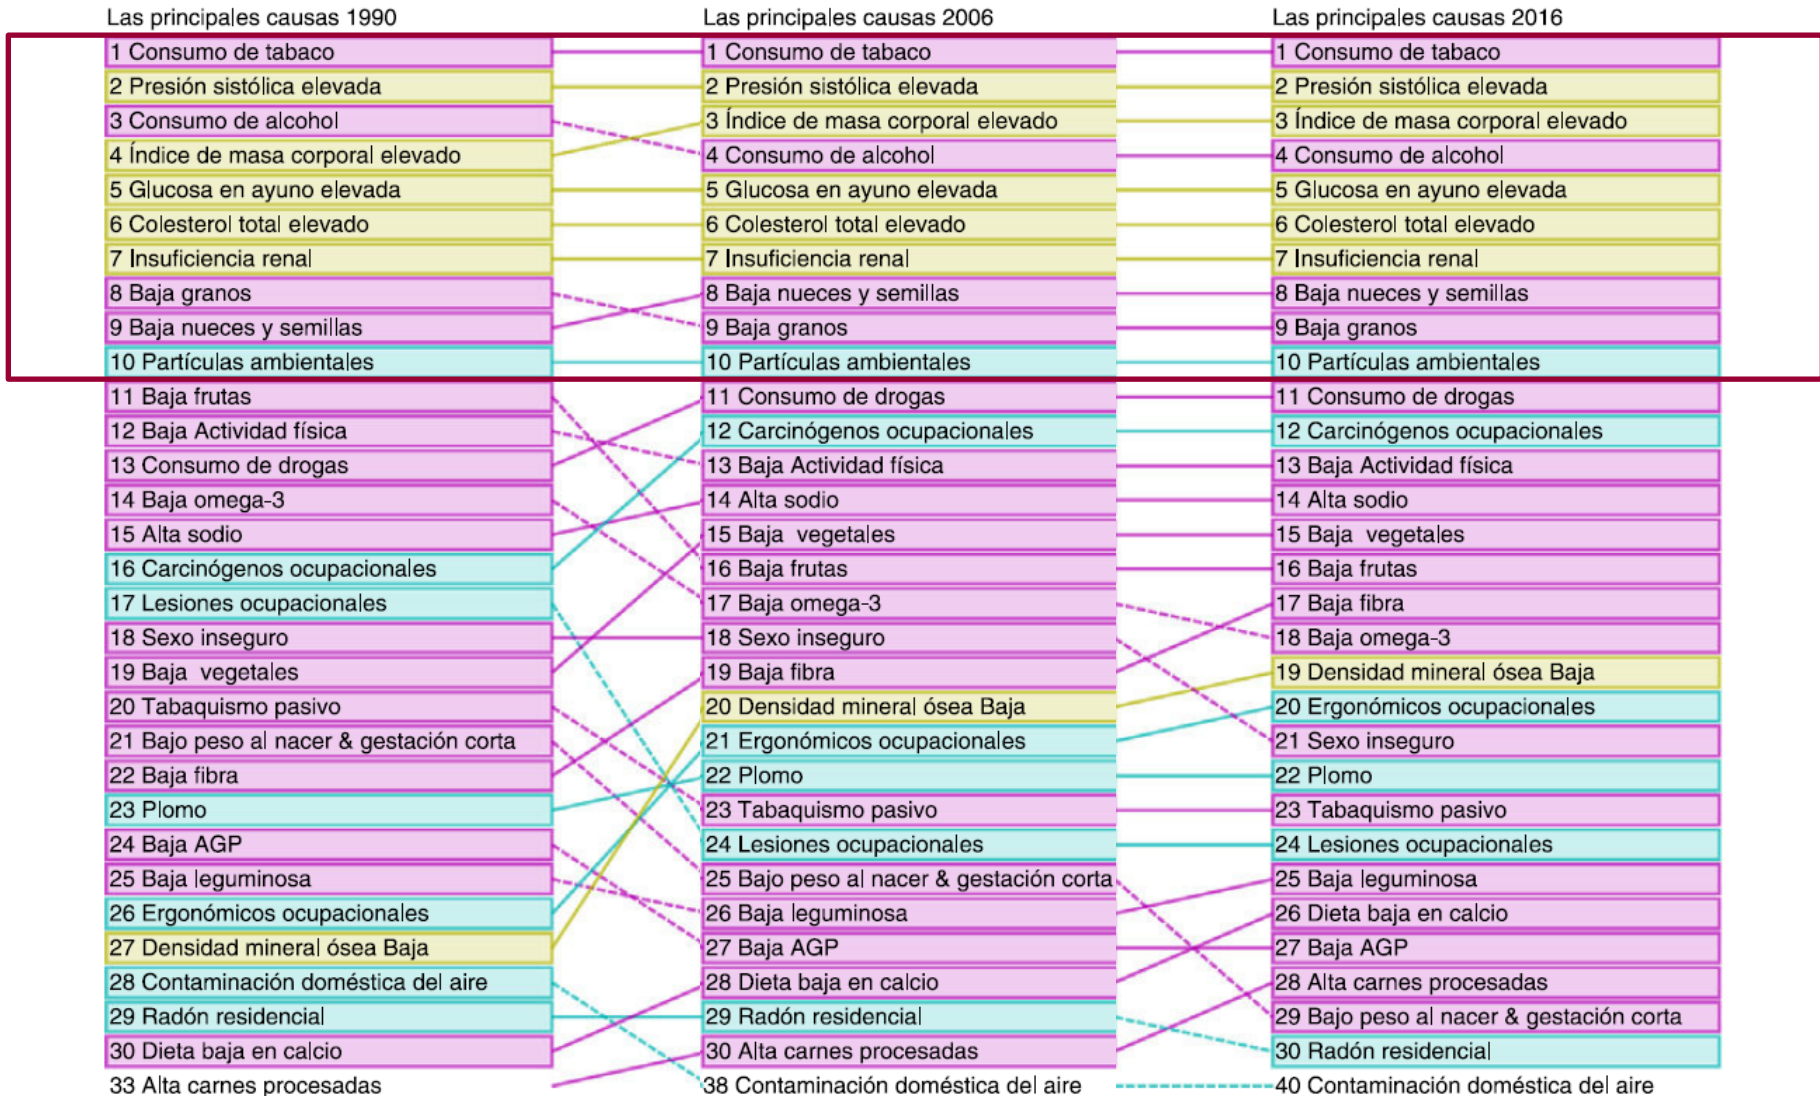 Las principales causas 1990
1 Consumo de tabaco
2 Presión sistólica elevada
3 Consumo de alcohol
4 Índice de masa corporal elevado
5 Glucosa en ayuno elevada
6 Colesterol total elevado
7 Insuficiencia renal
8 Baja granos
9 Baja nueces y semillas
10 Partículas ambientales
11 Baja frutas
12 Baja Actividad física
13 Consumo de drogas
14 Baja omega-3
15 Alta sodio
16 Carcinógenos ocupacionales
17 Lesiones ocupacionales
18 Sexo inseguro
19 Baja  vegetales
20 Tabaquismo pasivo
21 Bajo peso al nacer & gestación corta
22 Baja fibra
23 Plomo
24 Baja AGP
25 Baja leguminosa
26 Ergonómicos ocupacionales
27 Densidad mineral ósea Baja
28 Contaminación doméstica del aire
29 Radón residencial
30 Dieta baja en calcio
33 Alta carnes procesadas
Las principales causas 2006
1 Consumo de tabaco
2 Presión sistólica elevada
3 Índice de masa corporal elevado
4 Consumo de alcohol
5 Glucosa en ayuno elevada
6 Colesterol total elevado
7 Insuficiencia renal
8 Baja nueces y semillas
9 Baja granos
10 Partículas ambientales
11 Consumo de drogas
12 Carcinógenos ocupacionales
13 Baja Actividad física
14 Alta sodio
15 Baja  vegetales
16 Baja frutas
17 Baja omega-3
18 Sexo inseguro
19 Baja fibra
20 Densidad mineral ósea Baja
21 Ergonómicos ocupacionales
22 Plomo
23 Tabaquismo pasivo
24 Lesiones ocupacionales
25 Bajo peso al nacer & gestación corta
26 Baja leguminosa
27 Baja AGP
28 Dieta baja en calcio
29 Radón residencial
30 Alta carnes procesadas
38 Contaminación doméstica del aire
Las principales causas 2016
1 Consumo de tabaco
2 Presión sistólica elevada
3 Índice de masa corporal elevado
4 Consumo de alcohol
5 Glucosa en ayuno elevada
6 Colesterol total elevado
7 Insuficiencia renal
8 Baja nueces y semillas
9 Baja granos
10 Partículas ambientales
11 Consumo de drogas
12 Carcinógenos ocupacionales
13 Baja Actividad física
14 Alta sodio
15 Baja  vegetales
16 Baja frutas
17 Baja fibra
18 Baja omega-3
19 Densidad mineral ósea Baja
20 Ergonómicos ocupacionales
21 Sexo inseguro
22 Plomo
23 Tabaquismo pasivo
24 Lesiones ocupacionales
25 Baja leguminosa
26 Dieta baja en calcio
27 Baja AGP
28 Alta carnes procesadas
29 Bajo peso al nacer & gestación corta
30 Radón residencial
40 Contaminación doméstica del aire